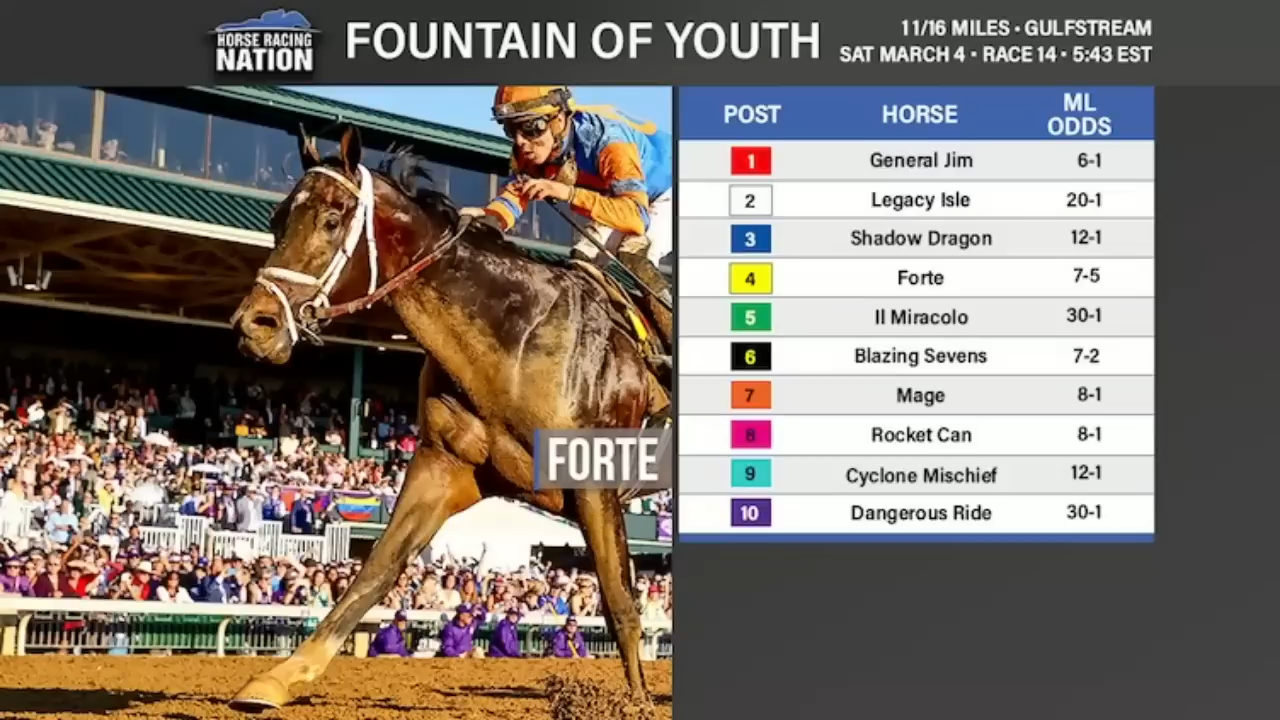 HORSE RACING
NATION
FOUNTAIN OF YOUTH
11/16 MILES • GULFSTREAM
SAT MARCH 4 • RACE 14 • 5:43 EST
POST HORSE ML ODDS
1 General Jim 6-1
2 Legacy Isle 20-1
3 Shadow Dragon 12-1
4 Forte 7-5
5 Il Miracolo 30-1
6 Blazing Sevens 7-2
7 Mage 8-1
8 Rocket Can 8-1
9 Cyclone Mischief 12-1
10 Dangerous Ride 30-1
FORTE